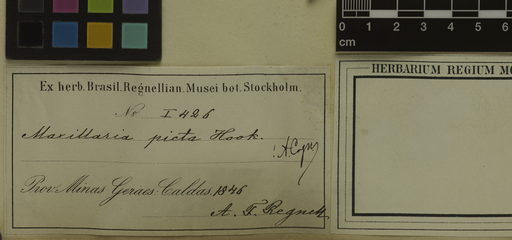 0 1 2 3 4 5 6
cm
Ex herb. Brasil. Regnellian. Musei bot. Stockholm.
No I 426
Maxillaria picta Hook.
Prov. Minas Geraes: Caldas, 1846
A. F. Regnell
HERBARIUM REGIUM